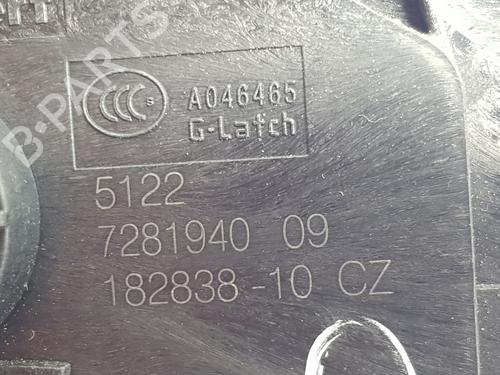 CCC S
A046465
G-Latch
5122
7281940 09
182838-10 CZ
B-PARTS